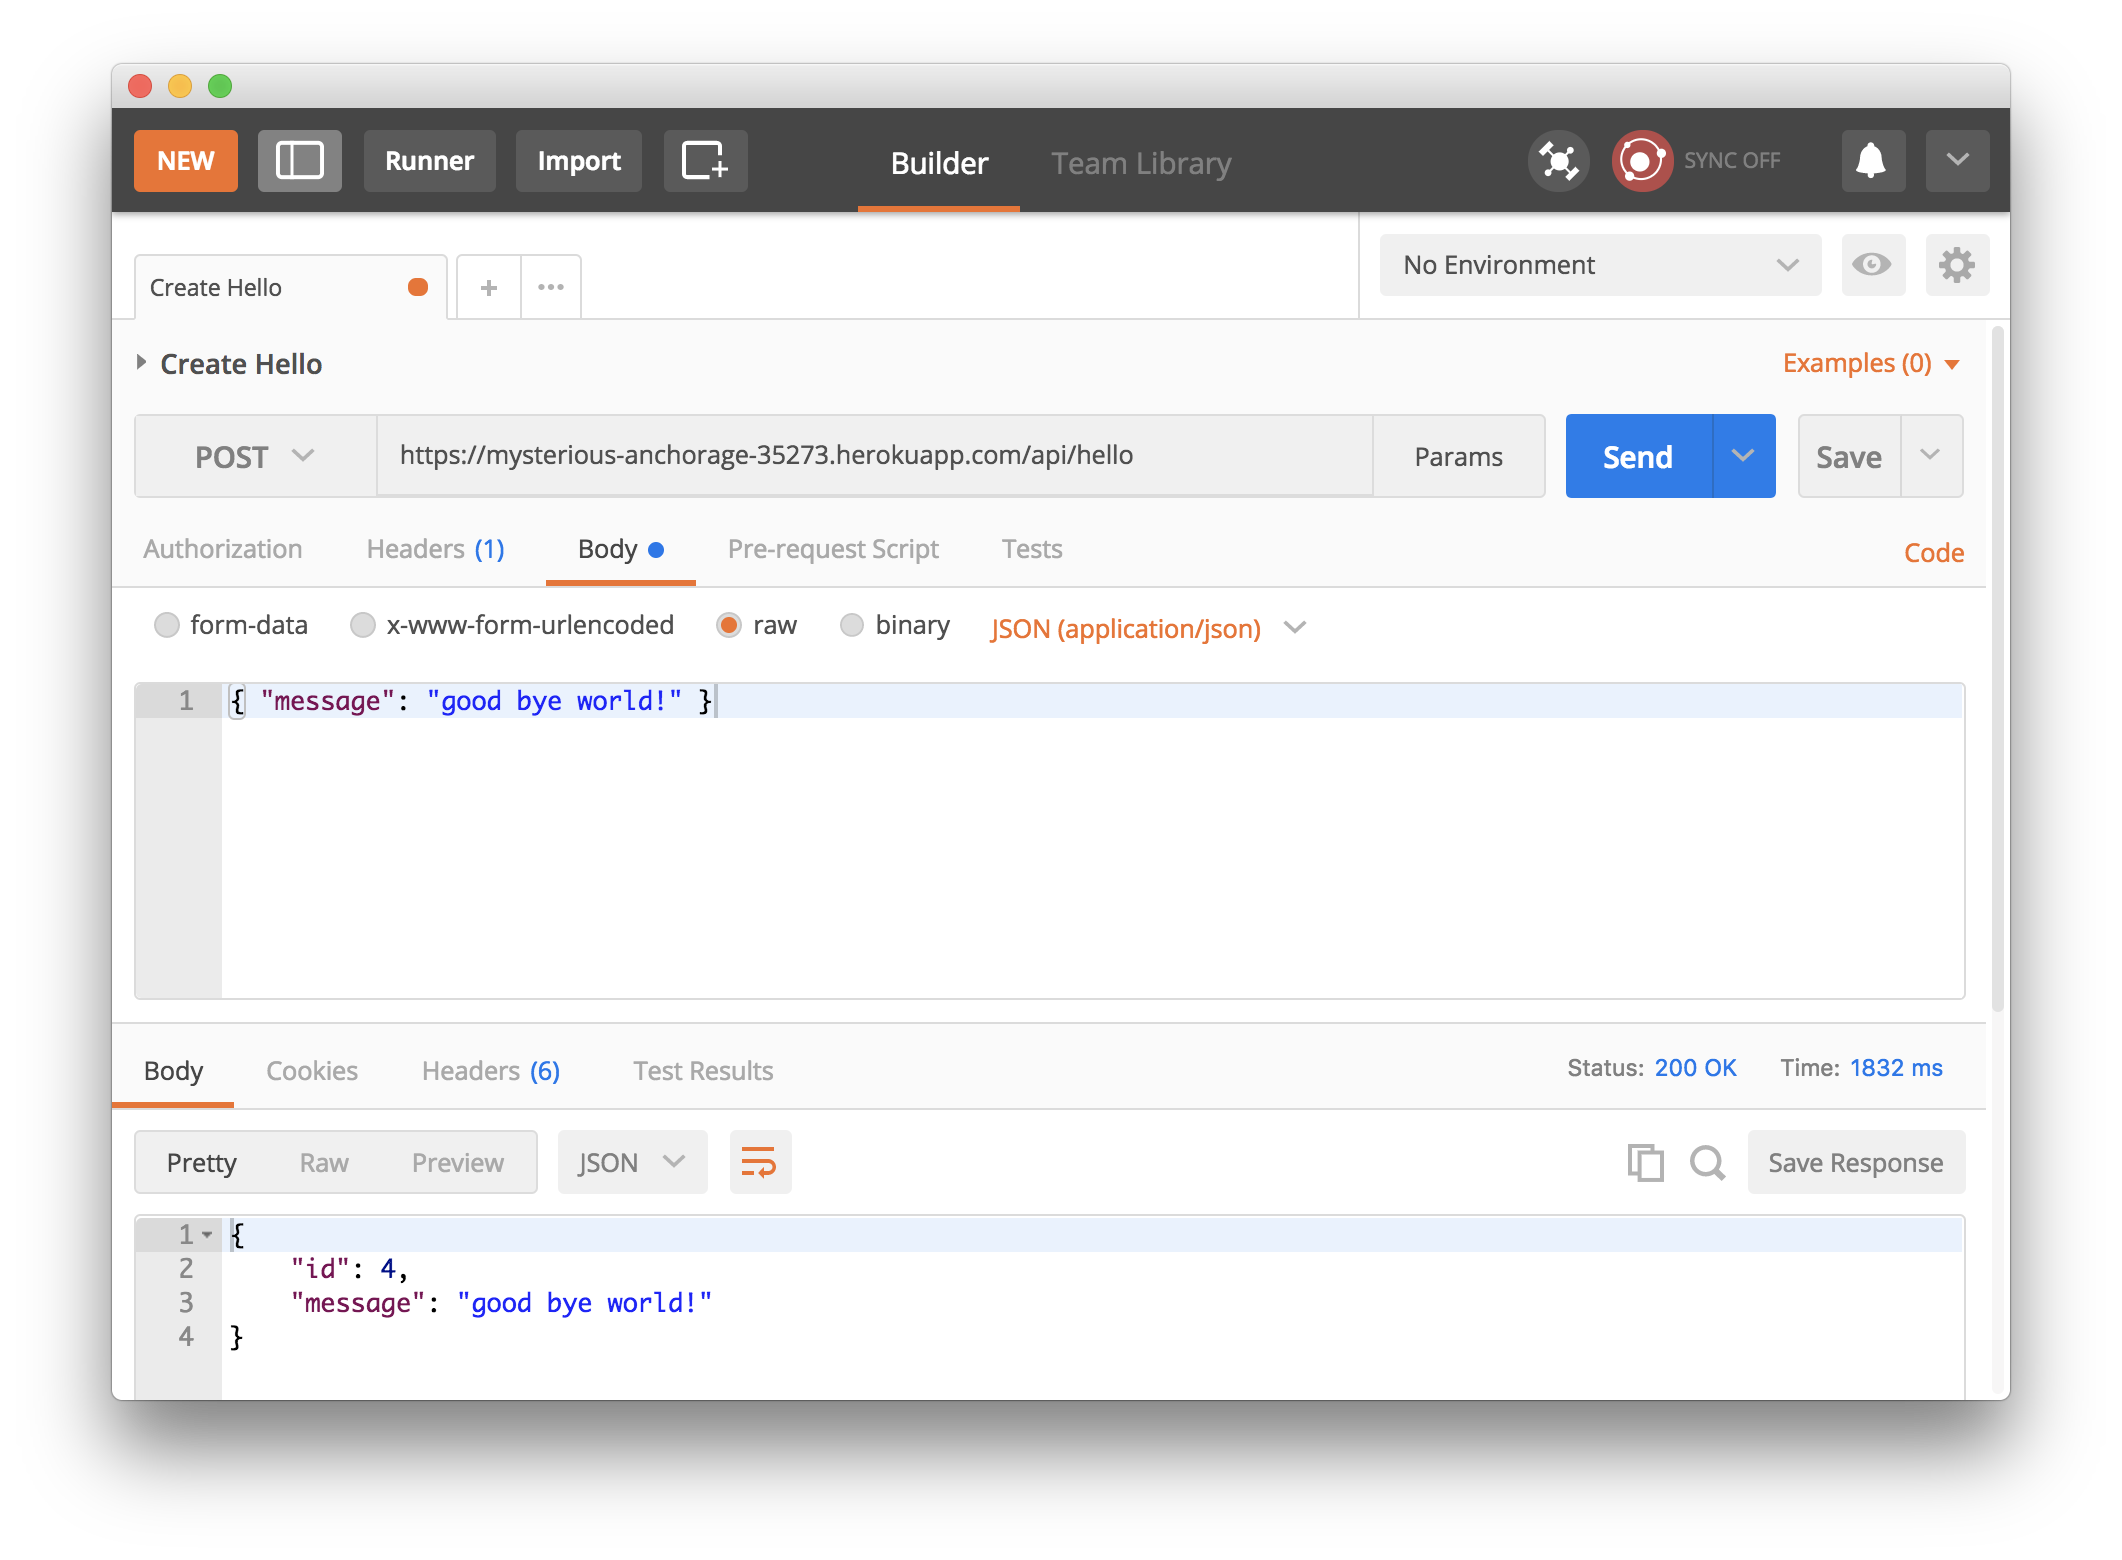 NEW Runner Import Builder Team Library SYNC OFF
Create Hello No Environment
Create Hello Examples (0)
POST https://mysterious-anchorage-35273.herokuapp.com/api/hello Params Send Save
Authorization Headers (1) Body Pre-request Script Tests Code
form-data x-www-form-urlencoded raw binary JSON (application/json)
1 { "message": "good bye world!" }
Body Cookies Headers (6) Test Results Status: 200 OK Time: 1832 ms
Pretty Raw Preview JSON Save Response
1 {
2 "id": 4,
3 "message": "good bye world!"
4 }